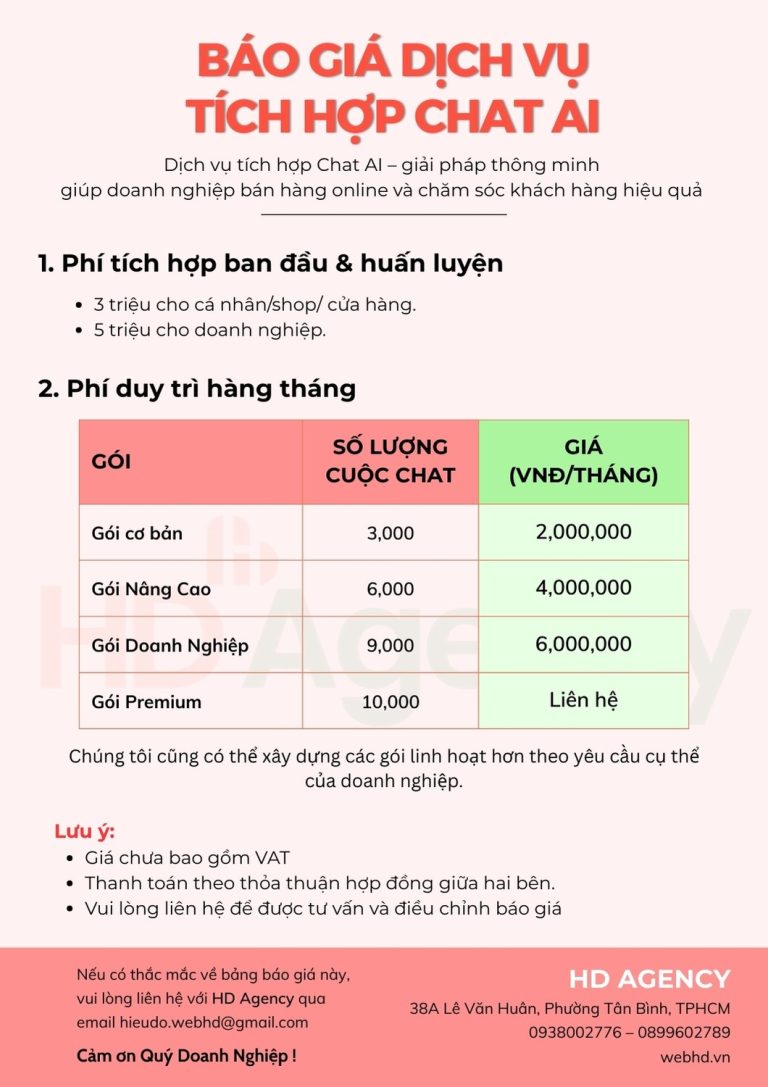 BÁO GIÁ DỊCH VỤ
TÍCH HỢP CHAT AI
Dịch vụ tích hợp Chat AI – giải pháp thông minh
giúp doanh nghiệp bán hàng online và chăm sóc khách hàng hiệu quả
1. Phí tích hợp ban đầu & huấn luyện
• 3 triệu cho cá nhân/shop/ cửa hàng.
• 5 triệu cho doanh nghiệp.
2. Phí duy trì hàng tháng
GÓI SỐ LƯỢNG CUỘC CHAT GIÁ (VNĐ/THÁNG)
Gói cơ bản 3,000 2,000,000
Gói Nâng Cao 6,000 4,000,000
Gói Doanh Nghiệp 9,000 6,000,000
Gói Premium 10,000 Liên hệ
HD Agency
Chúng tôi cũng có thể xây dựng các gói linh hoạt hơn theo yêu cầu cụ thể
của doanh nghiệp.
Lưu ý:
• Giá chưa bao gồm VAT
• Thanh toán theo thỏa thuận hợp đồng giữa hai bên.
• Vui lòng liên hệ để được tư vấn và điều chỉnh báo giá
Nếu có thắc mắc về bảng báo giá này,
vui lòng liên hệ với HD Agency qua
email hieudo.webhd@gmail.com
Cảm ơn Quý Doanh Nghiệp !
HD AGENCY
38A Lê Văn Huân, Phường Tân Bình, TPHCM
0938002776 – 0899602789
webhd.vn